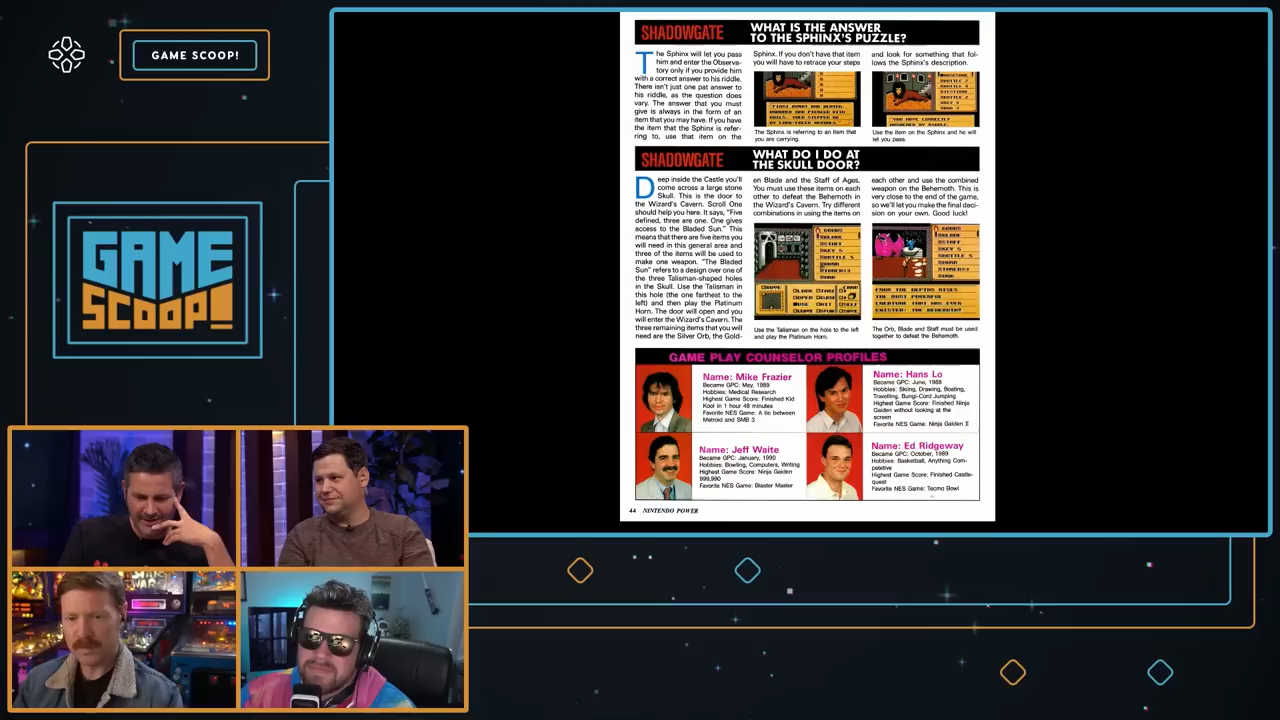 GAME SCOOP!
GAME
SCOOP!
SHADOWGATE
WHAT IS THE ANSWER
TO THE SPHINX'S PUZZLE?
The Sphinx will let you pass
him and enter the Observa-
tory only if you provide him
with a correct answer to his riddle.
There isn't just one pat answer to
his riddle, as the question does
vary. The answer that you must
give is always in the form of an
item that you may have. If you have
the item that the Sphinx is refer-
ring to, use that item on the
Sphinx. If you don't have that item
you will have to retrace your steps
and look for something that fol-
lows the Sphinx's description.
The Sphinx is referring to an item that
you are carrying.
Use the item on the Sphinx and he will
let you pass.
SHADOWGATE
WHAT DO I DO AT
THE SKULL DOOR?
Deep inside the Castle you'll
come across a large stone
Skull. This is the door to
the Wizard's Cavern. Scroll One
should help you here. It says, "Five
defined, three are one. One gives
access to the Bladed Sun." This
means that there are five items you
will need in this general area and
three of the items will be used to
make one weapon. "The Bladed
Sun" refers to a design over one of
the three Talisman-shaped holes
in the Skull. Use the Talisman in
this hole (the one farthest to the
left) and then play the Platinum
Horn. The door will open and you
will enter the Wizard's Cavern. The
three remaining items that you will
need are the Silver Orb, the Gold-
en Blade and the Staff of Ages.
You must use these items on each
other to defeat the Behemoth in
the Wizard's Cavern. Try different
combinations in using the items on
each other and use the combined
weapon on the Behemoth. This is
very close to the end of the game,
so we'll let you make the final deci-
sion on your own. Good luck!
FROM THE DEPTHS RISES
THE MOST POWERFUL
CREATURE THAT HAS EVER
EXISTED: THE BEHEMOTH!
Use the Talisman on the hole to the left
and play the Platinum Horn.
The Orb, Blade and Staff must be used
together to defeat the Behemoth.
GAME PLAY COUNSELOR PROFILES
Name: Mike Frazier
Became GPC: May, 1989
Hobbies: Medical Research
Highest Game Score: Finished Kid
Kool in 1 hour 48 minutes
Favorite NES Game: A tie between
Metroid and SMB 3
Name: Hans Lo
Became GPC: June, 1988
Hobbies: Skiing, Drawing, Boating,
Travelling, Bungi-Cord Jumping
Highest Game Score: Finished Ninja
Gaiden without looking at the
screen
Favorite NES Game: Ninja Gaiden II
Name: Jeff Waite
Became GPC: January, 1990
Hobbies: Bowling, Computers, Writing
Highest Game Score: Ninja Gaiden
999,990
Favorite NES Game: Blaster Master
Name: Ed Ridgeway
Became GPC: October, 1989
Hobbies: Basketball, Anything Com-
petetive
Highest Game Score: Finished Castle-
quest
Favorite NES Game: Tecmo Bowl
44 NINTENDO POWER